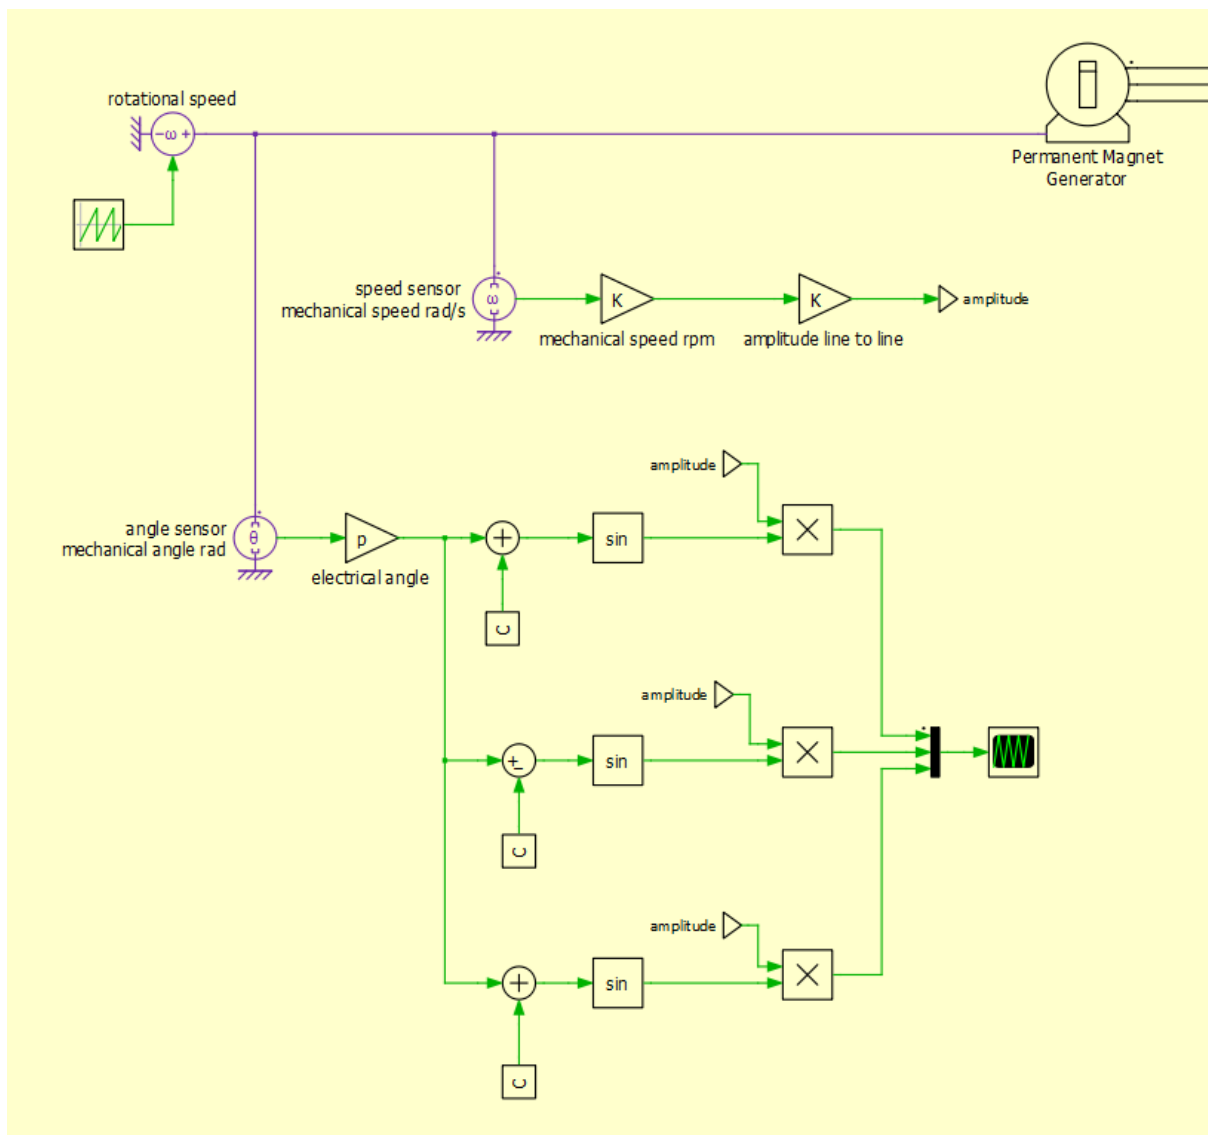 rotational speed
-ω +
Permanent Magnet
Generator
speed sensor
mechanical speed rad/s
ω
K
K
amplitude
mechanical speed rpm
amplitude line to line
amplitude
angle sensor
mechanical angle rad
θ
p
electrical angle
+
sin
×
C
amplitude
+-
sin
×
C
amplitude
+
sin
×
C